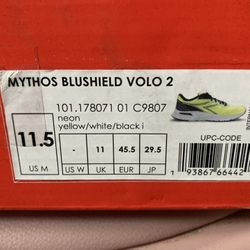 MYTHOS BLUSHIELD VOLO 2
101.178071 01 C9807
neon
yellow/white/black i
UPC-CODE
11.5 - 11 45.5 29.5
US M US W UK EUR JP
1 93867 66442